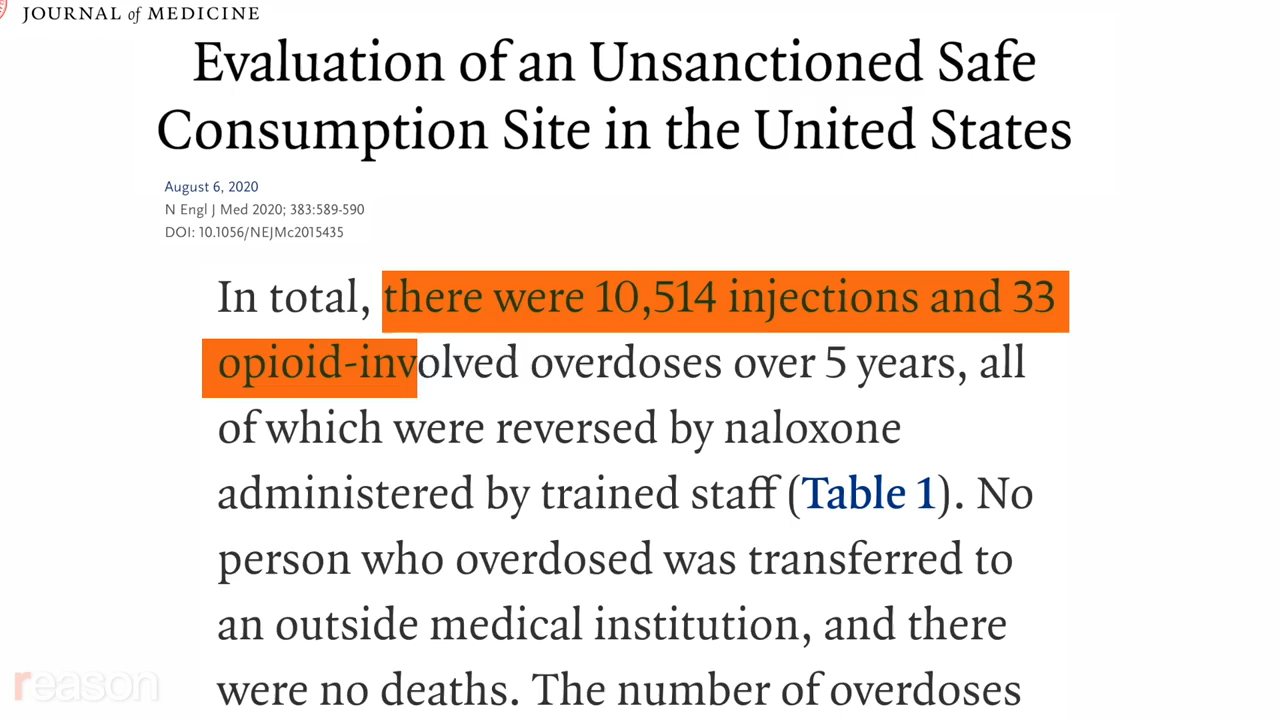 JOURNAL of MEDICINE
Evaluation of an Unsanctioned Safe
Consumption Site in the United States
August 6, 2020
N Engl J Med 2020; 383:589-590
DOI: 10.1056/NEJMc2015435
In total, there were 10,514 injections and 33
opioid-involved overdoses over 5 years, all
of which were reversed by naloxone
administered by trained staff (Table 1). No
person who overdosed was transferred to
an outside medical institution, and there
were no deaths. The number of overdoses
reason